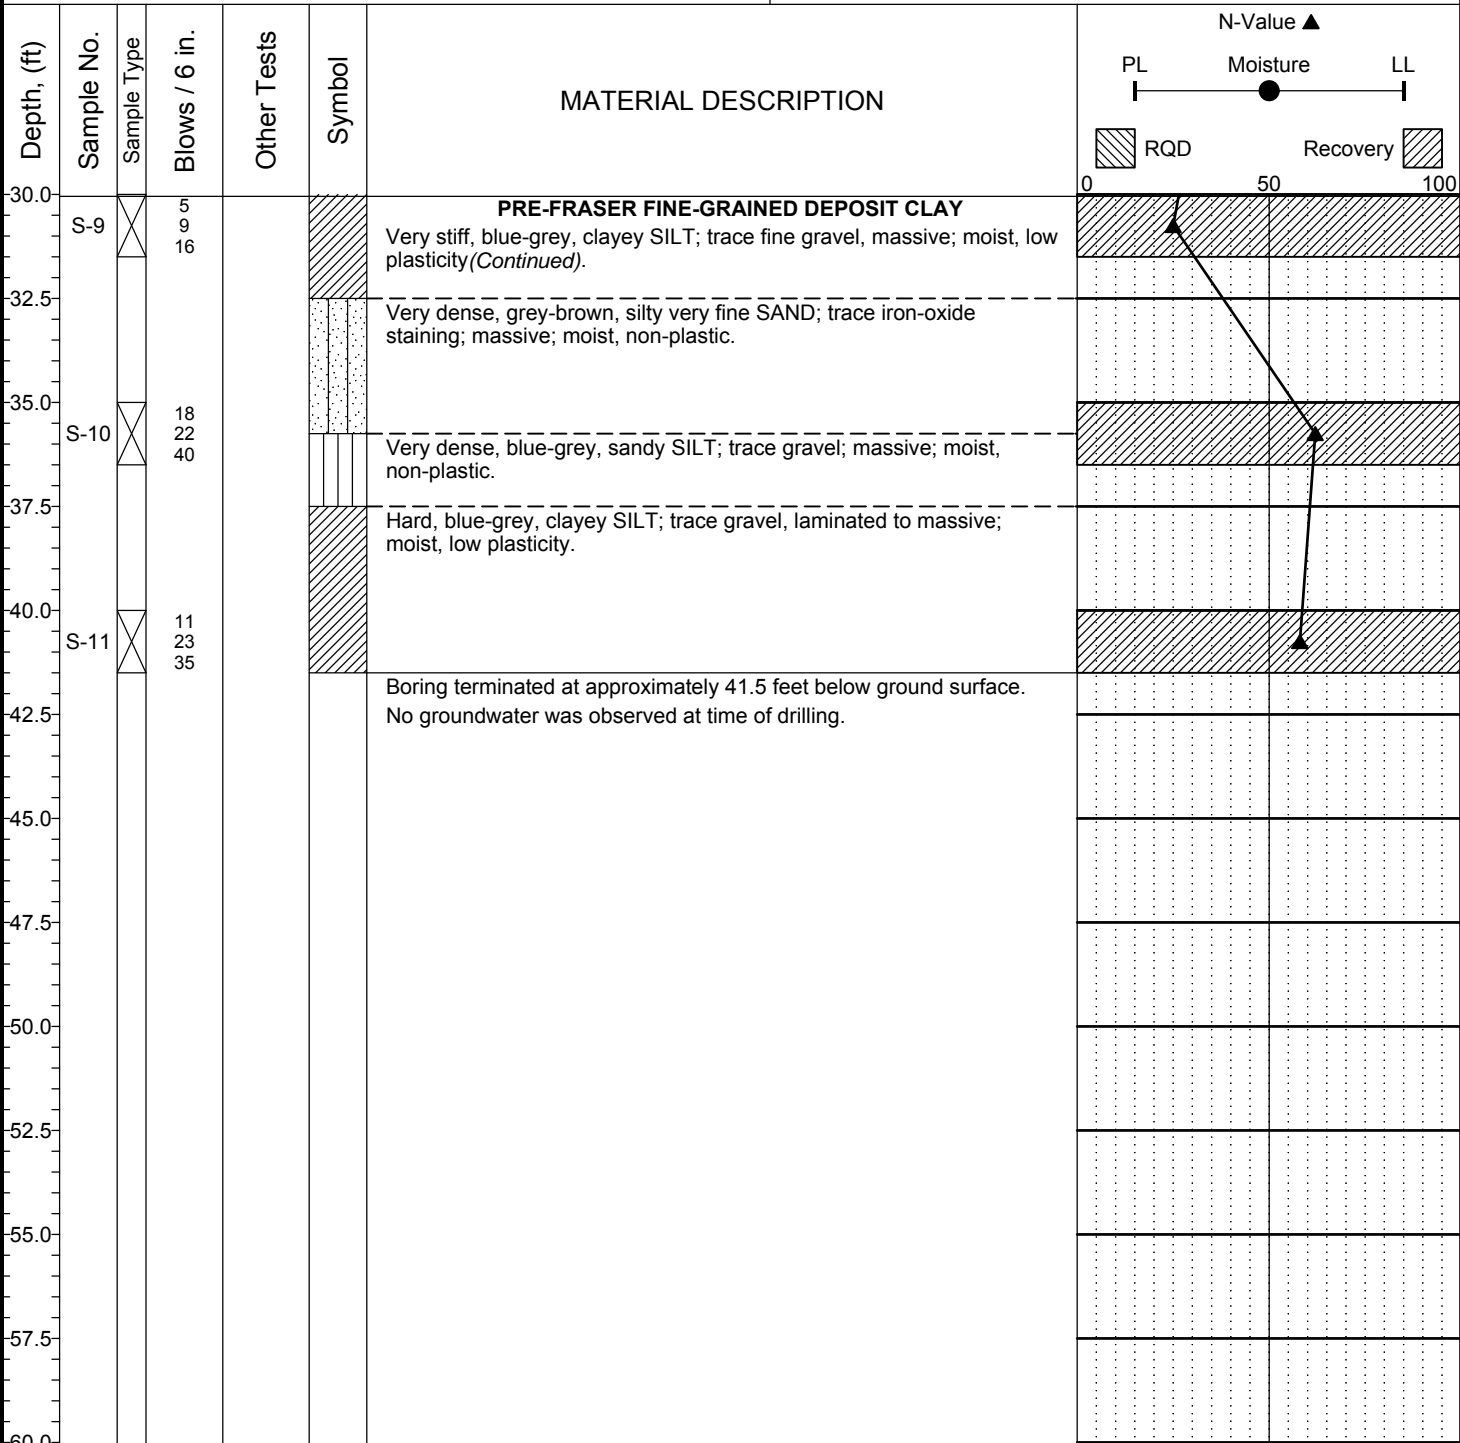 N-Value
PL Moisture LL
RQD Recovery
0 50 100
Depth, (ft)
Sample No.
Sample Type
Blows / 6 in.
Other Tests
Symbol
MATERIAL DESCRIPTION
30.0
S-9
5
9
16
PRE-FRASER FINE-GRAINED DEPOSIT CLAY
Very stiff, blue-grey, clayey SILT; trace fine gravel, massive; moist, low
plasticity(Continued).
32.5
Very dense, grey-brown, silty very fine SAND; trace iron-oxide
staining; massive; moist, non-plastic.
35.0
S-10
18
22
40
Very dense, blue-grey, sandy SILT; trace gravel; massive; moist,
non-plastic.
37.5
Hard, blue-grey, clayey SILT; trace gravel, laminated to massive;
moist, low plasticity.
40.0
S-11
11
23
35
Boring terminated at approximately 41.5 feet below ground surface.
No groundwater was observed at time of drilling.
42.5
45.0
47.5
50.0
52.5
55.0
57.5
60.0